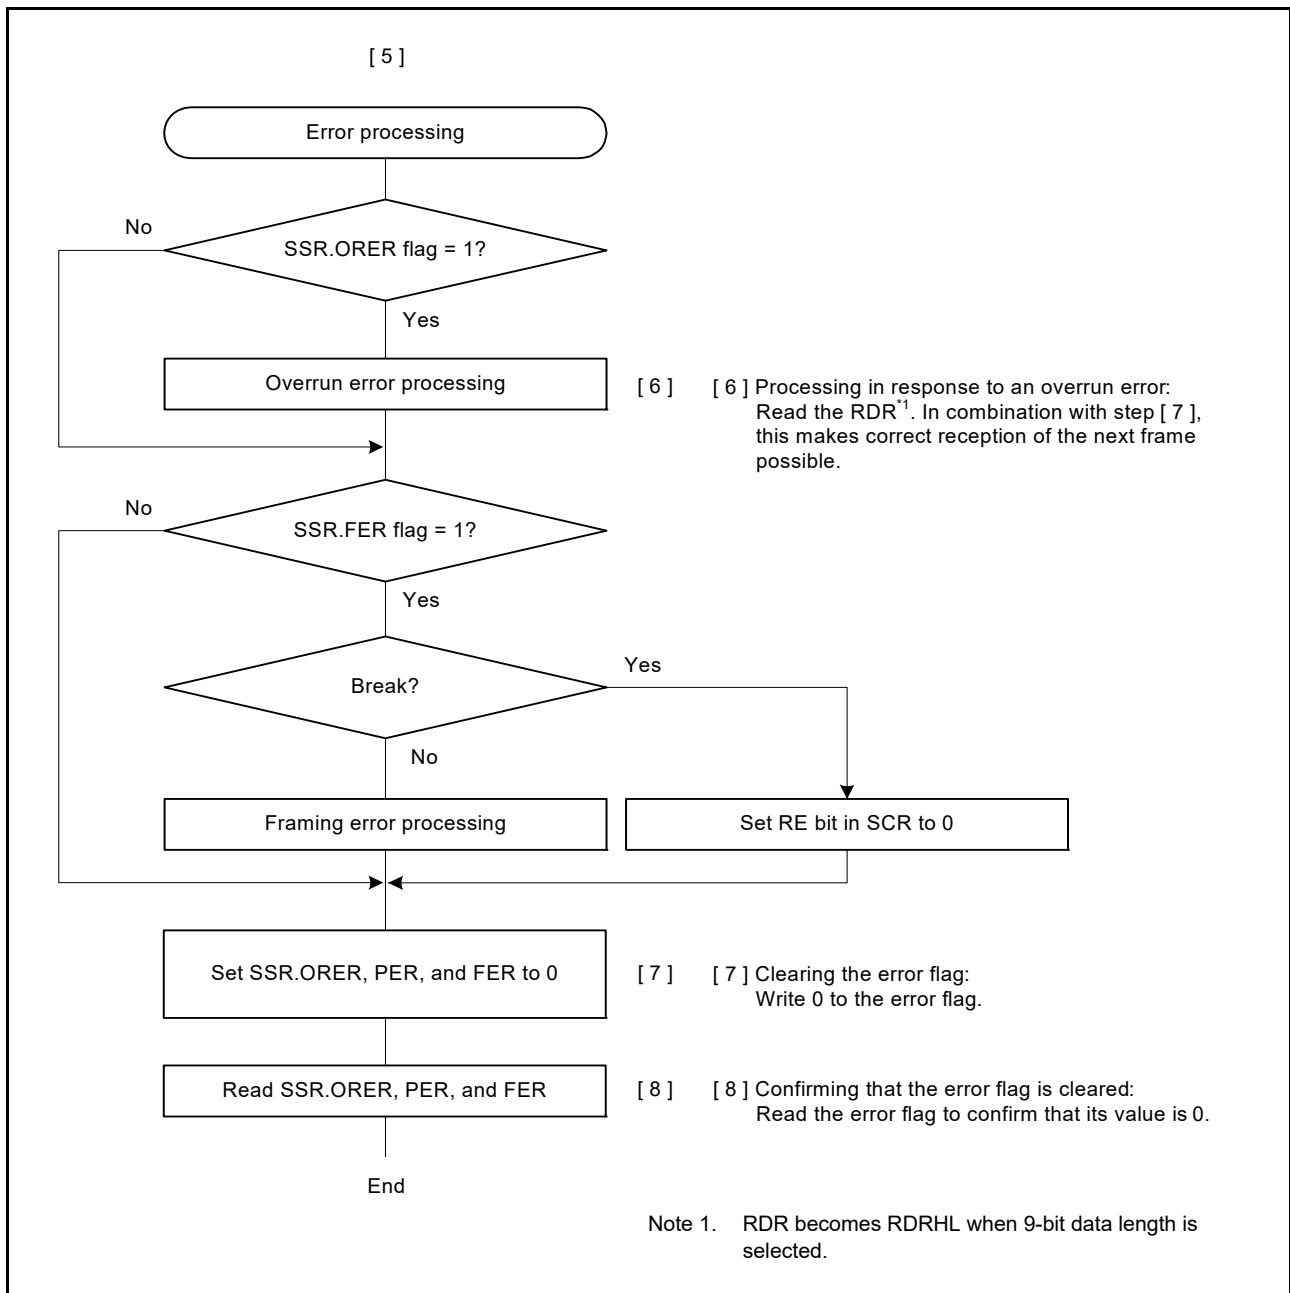 [ 5 ]
Error processing
No
SSR.ORER flag = 1?
Yes
Overrun error processing
[ 6 ]
[ 6 ] Processing in response to an overrun error:
Read the RDR*1. In combination with step [ 7 ],
this makes correct reception of the next frame
possible.
No
SSR.FER flag = 1?
Yes
Break?
Yes
No
Framing error processing
Set RE bit in SCR to 0
Set SSR.ORER, PER, and FER to 0
[ 7 ]
[ 7 ] Clearing the error flag:
Write 0 to the error flag.
Read SSR.ORER, PER, and FER
[ 8 ]
[ 8 ] Confirming that the error flag is cleared:
Read the error flag to confirm that its value is 0.
End
Note 1. RDR becomes RDRHL when 9-bit data length is
selected.